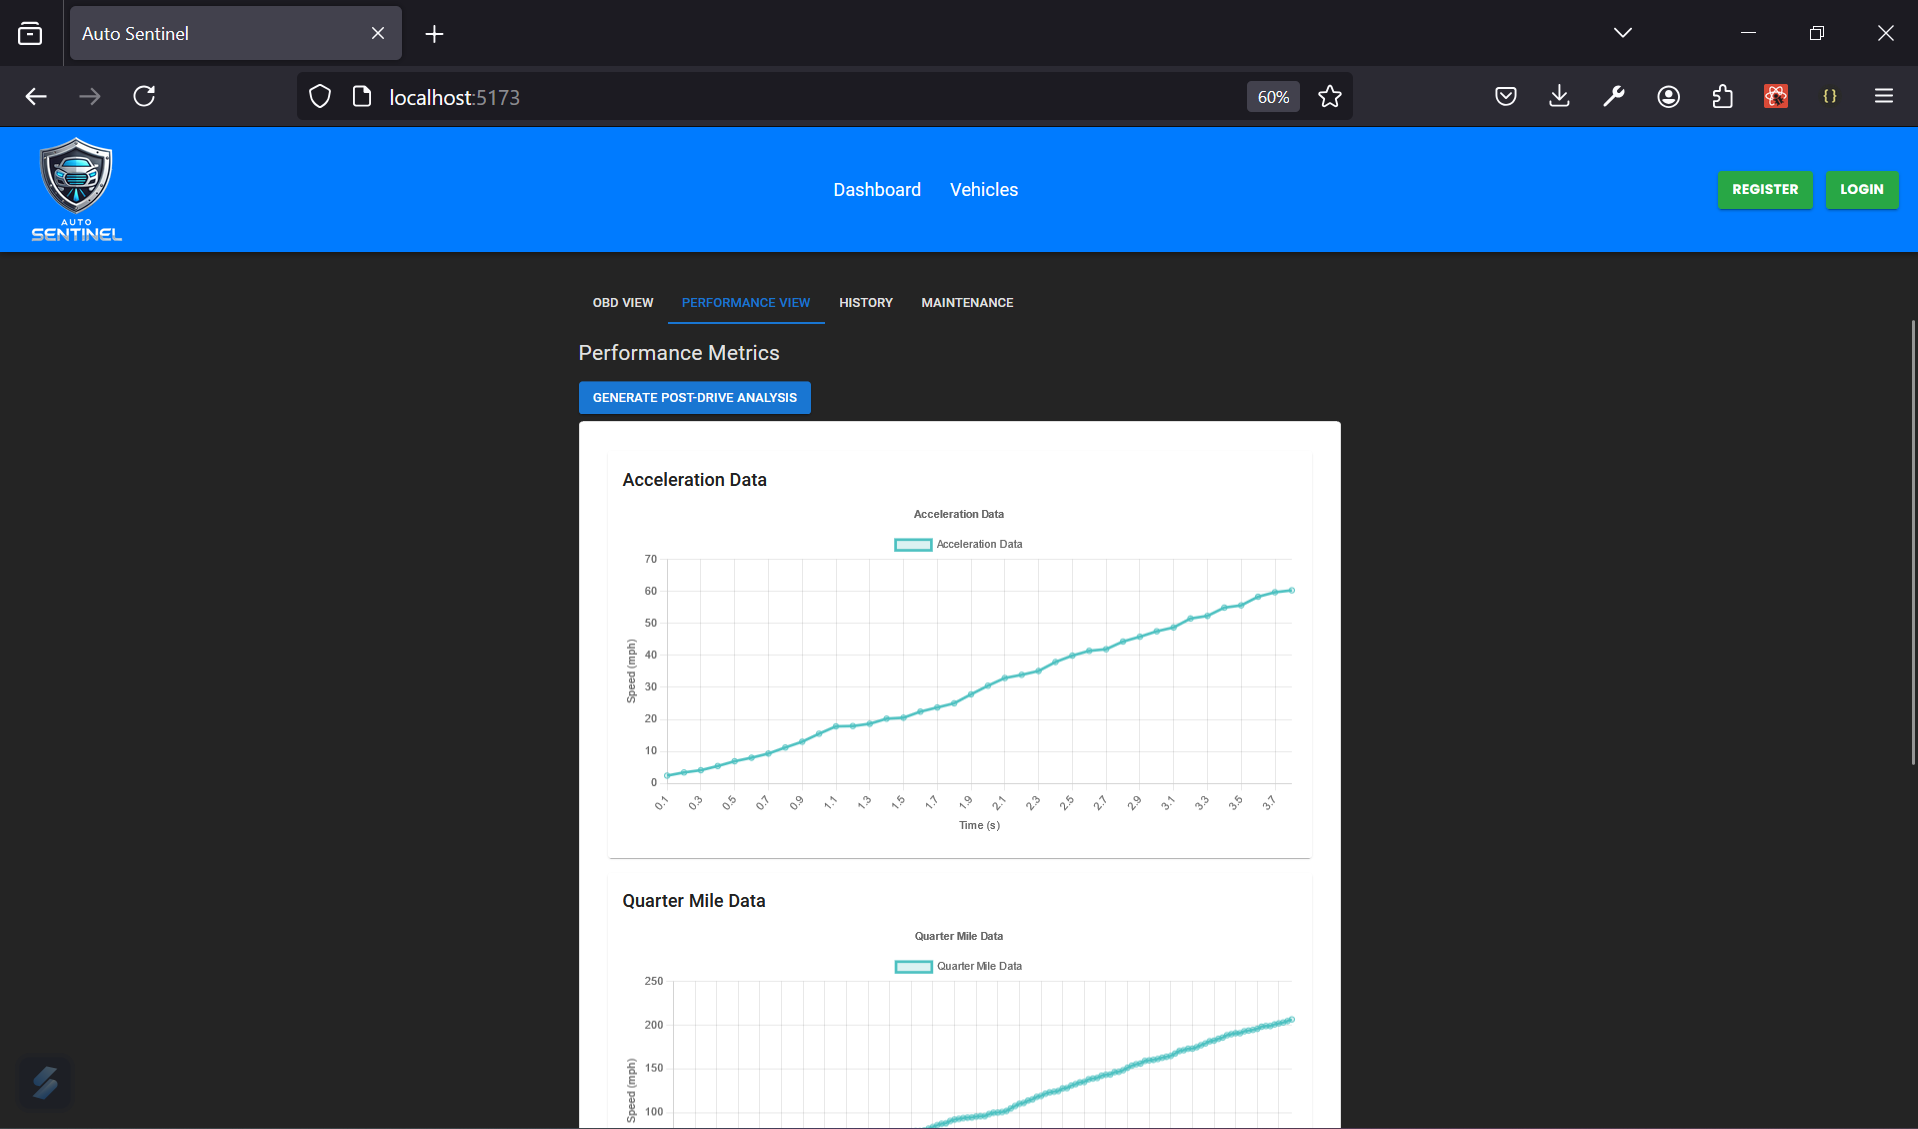 Auto Sentinel
localhost:5173
60%
AUTO
SENTINEL
Dashboard
Vehicles
REGISTER
LOGIN
OBD VIEW
PERFORMANCE VIEW
HISTORY
MAINTENANCE
Performance Metrics
GENERATE POST-DRIVE ANALYSIS
Acceleration Data
Acceleration Data
Acceleration Data
70
60
50
40
30
20
10
0
Speed (mph)
0.1
0.3
0.5
0.7
0.9
1.1
1.3
1.5
1.7
1.9
2.1
2.3
2.5
2.7
2.9
3.1
3.3
3.5
3.7
Time (s)
Quarter Mile Data
Quarter Mile Data
Quarter Mile Data
250
200
150
100
Speed (mph)